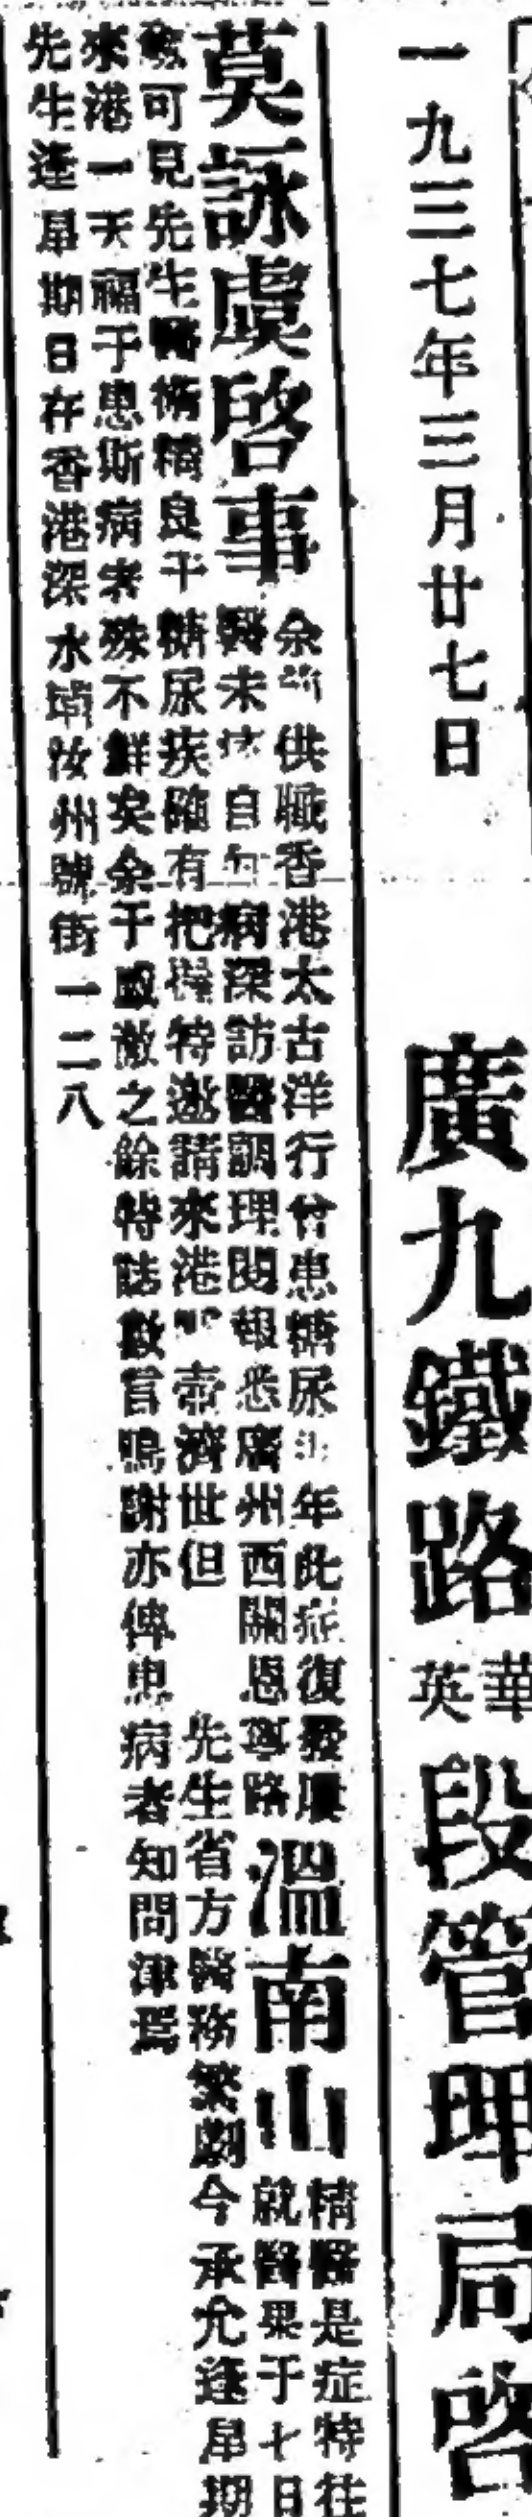 一九三七年三月廿七日　廣九鐵路華英段管理局啓
莫詠虞啓事
余供職香港太古洋行曾患糖尿年此症復發屢
醫未自病深訪醫調理閱報悉廣州西關恩寧路
溫南山
精醫是症特往
就醫果于七日
愈可見先生醫術精良于糖尿疾確有把握特邀請來港壺濟世但　先生省方醫務繁劇今承允逢星期
來港一天福于患斯病者殊不鮮矣余于感激之餘特誌數言鳴謝亦俾患病者知問津焉
先生逢星期日在香港深水埗汝州號街一二八